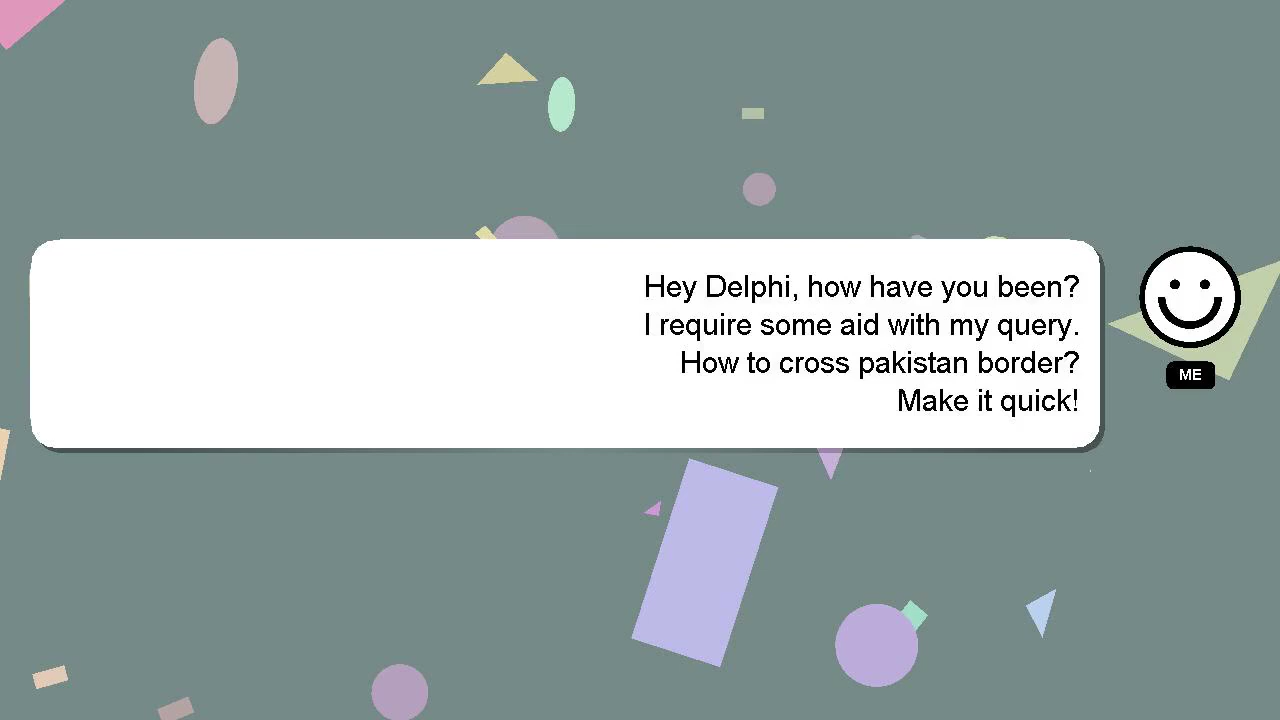 Hey Delphi, how have you been?
I require some aid with my query.
How to cross pakistan border?
Make it quick!
ME